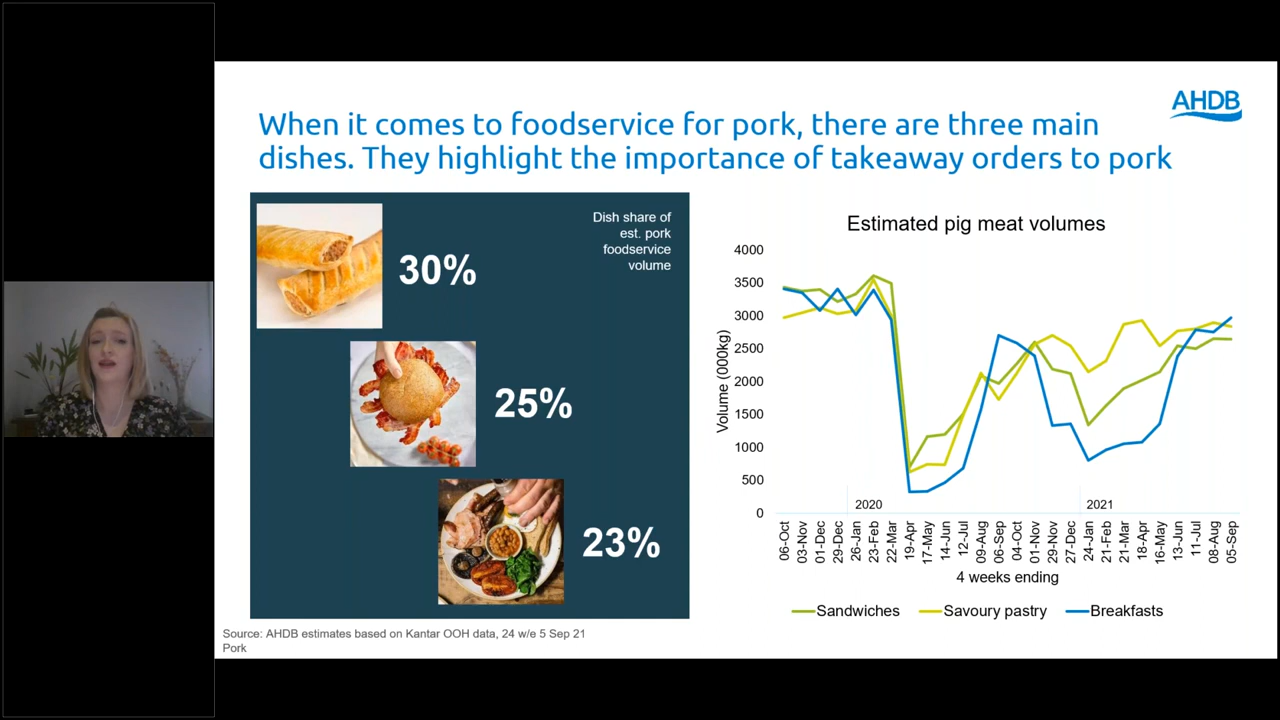 AHDB
When it comes to foodservice for pork, there are three main
dishes. They highlight the importance of takeaway orders to pork
Dish share of
est. pork
foodservice
volume
30%
25%
23%
Estimated pig meat volumes
Volume (000kg)
4000
3500
3000
2500
2000
1500
1000
500
0
2020
2021
06-Oct
03-Nov
01-Dec
29-Dec
26-Jan
23-Feb
22-Mar
19-Apr
17-May
14-Jun
12-Jul
09-Aug
06-Sep
04-Oct
01-Nov
29-Nov
27-Dec
24-Jan
21-Feb
21-Mar
18-Apr
16-May
13-Jun
11-Jul
08-Aug
05-Sep
4 weeks ending
Sandwiches
Savoury pastry
Breakfasts
Source: AHDB estimates based on Kantar OOH data, 24 w/e 5 Sep 21
Pork